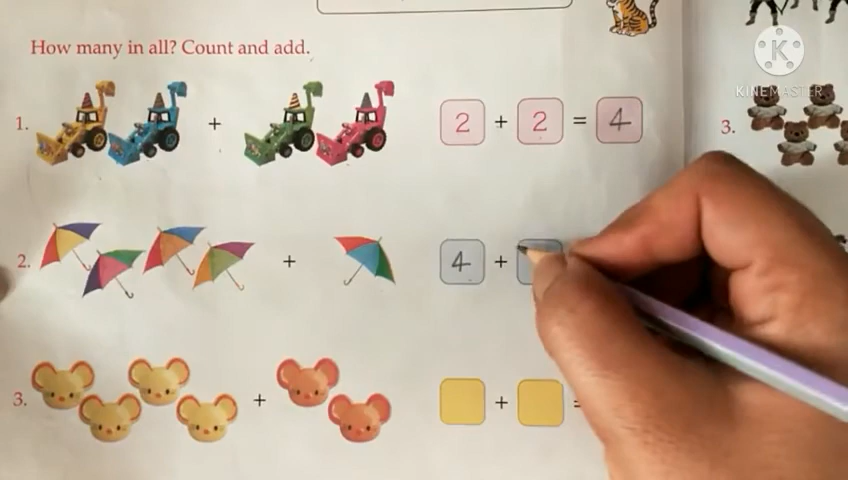 How many in all? Count and add.
K
KINEMASTER
1. + 2 + 2 = 4
3.
2. + 4 +
3. + + =